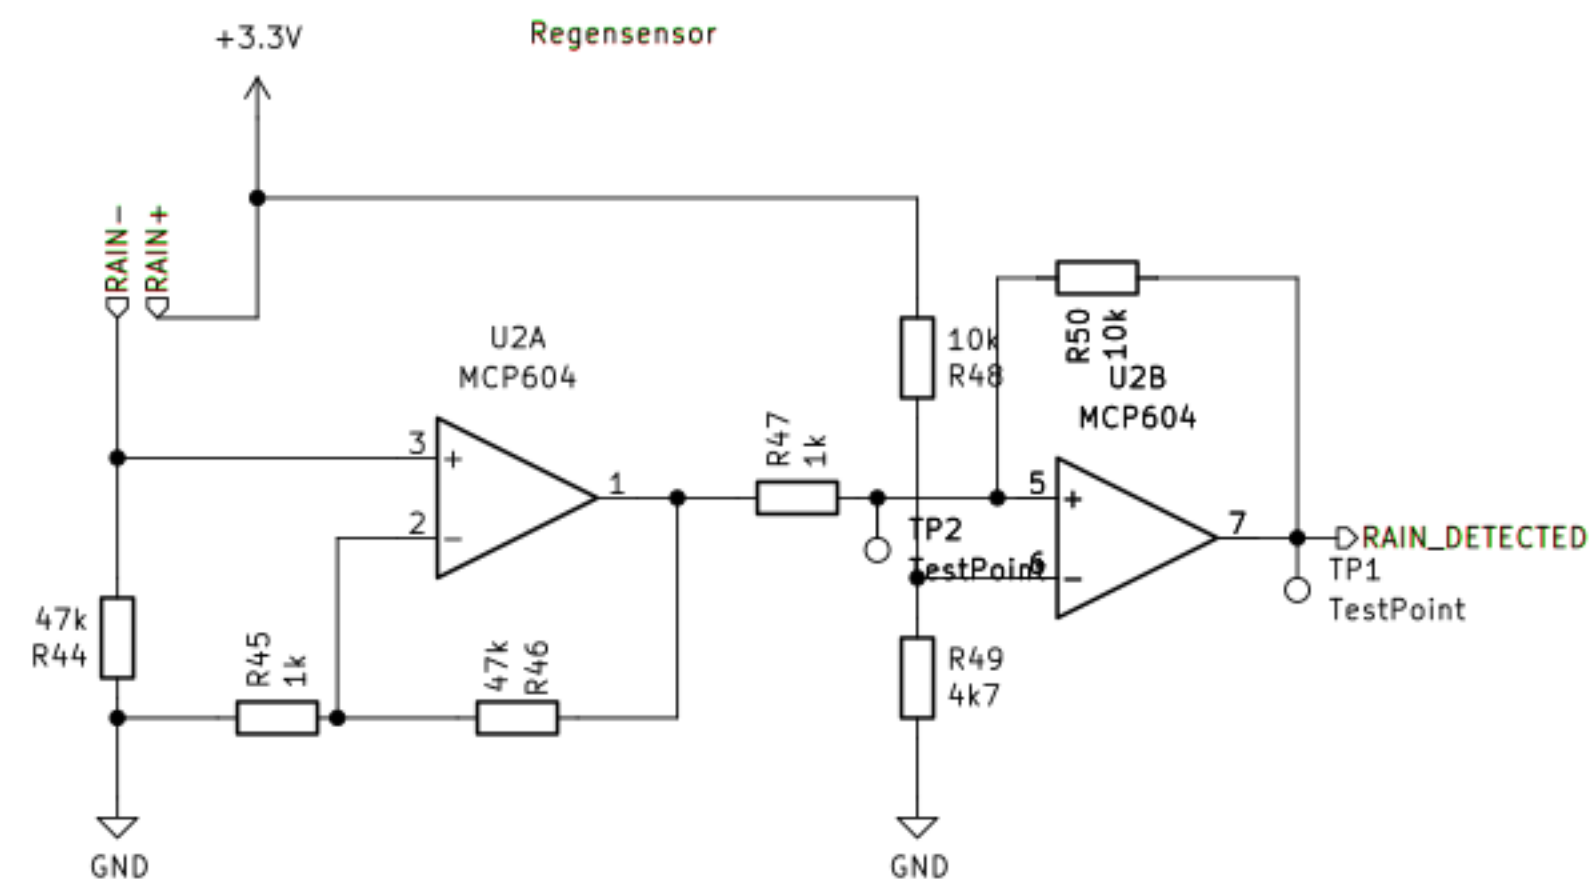 Regensensor
+3.3V
RAIN-
RAIN+
U2A
MCP604
3
+
2
-
1
47k
R44
R45
1k
47k
R46
GND
R47
1k
10k
R48
R50
10k
U2B
MCP604
5
+
6
-
7
TP2
TestPoint
RAIN_DETECTED
TP1
TestPoint
R49
4k7
GND